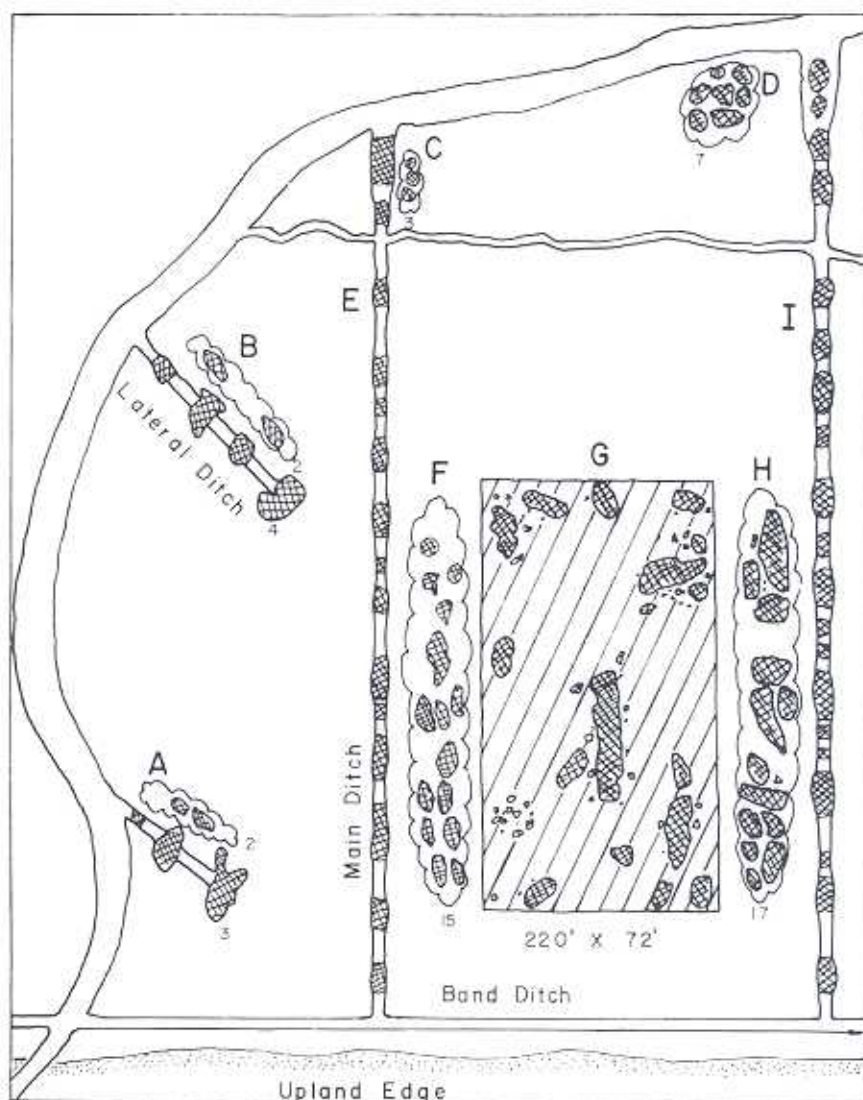 D
7
C
3
E
I
B
Lateral Ditch
2
4
F
G
H
A
2
3
Main Ditch
15
220' X 72'
17
Band Ditch
Upland Edge